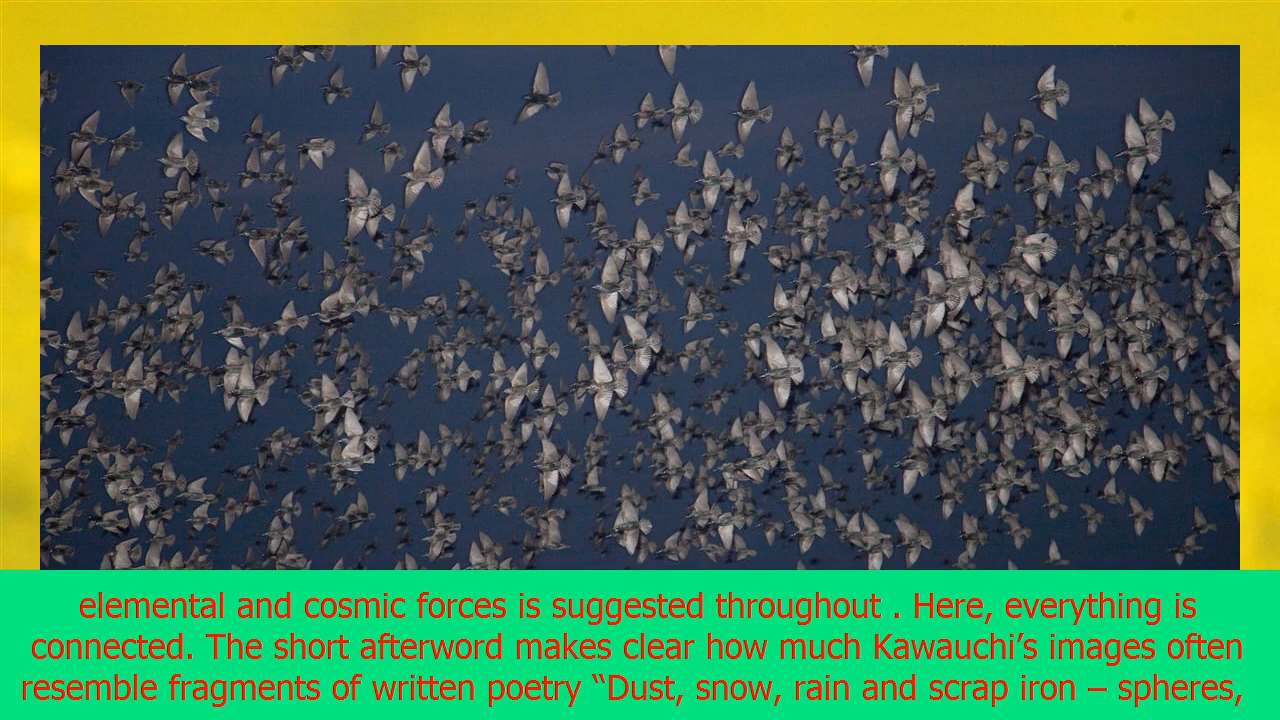 elemental and cosmic forces is suggested throughout . Here, everything is
connected. The short afterword makes clear how much Kawauchi’s images often
resemble fragments of written poetry “Dust, snow, rain and scrap iron – spheres,